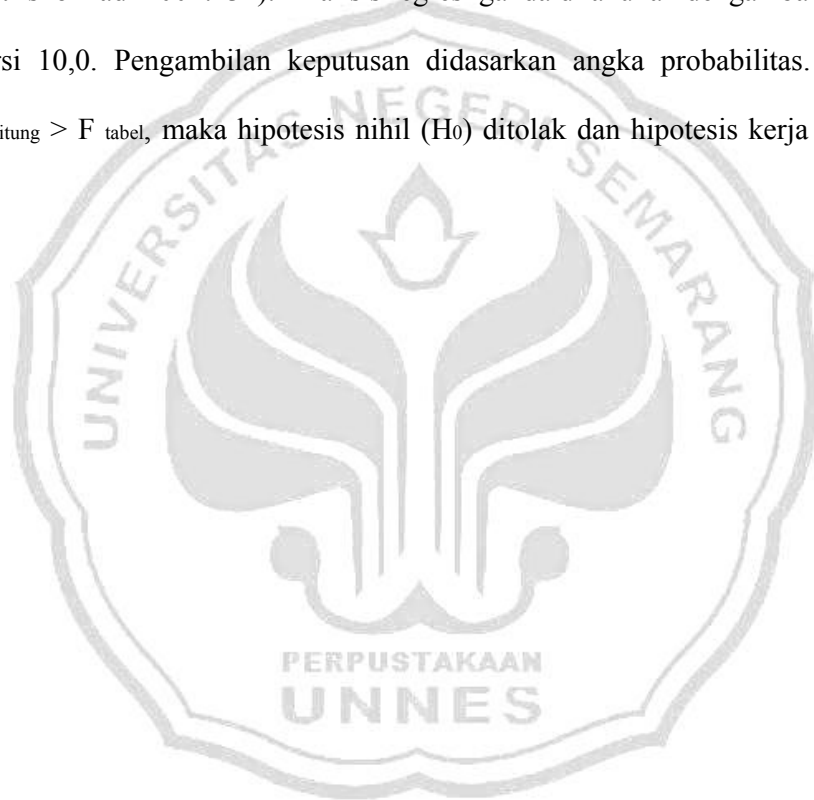 rsi 10,0. Pengambilan keputusan didasarkan angka probabilitas.
itung > F tabel, maka hipotesis nihil (H0) ditolak dan hipotesis kerja
UNIVERSITAS NEGERI SEMARANG
PERPUSTAKAAN
UNNES